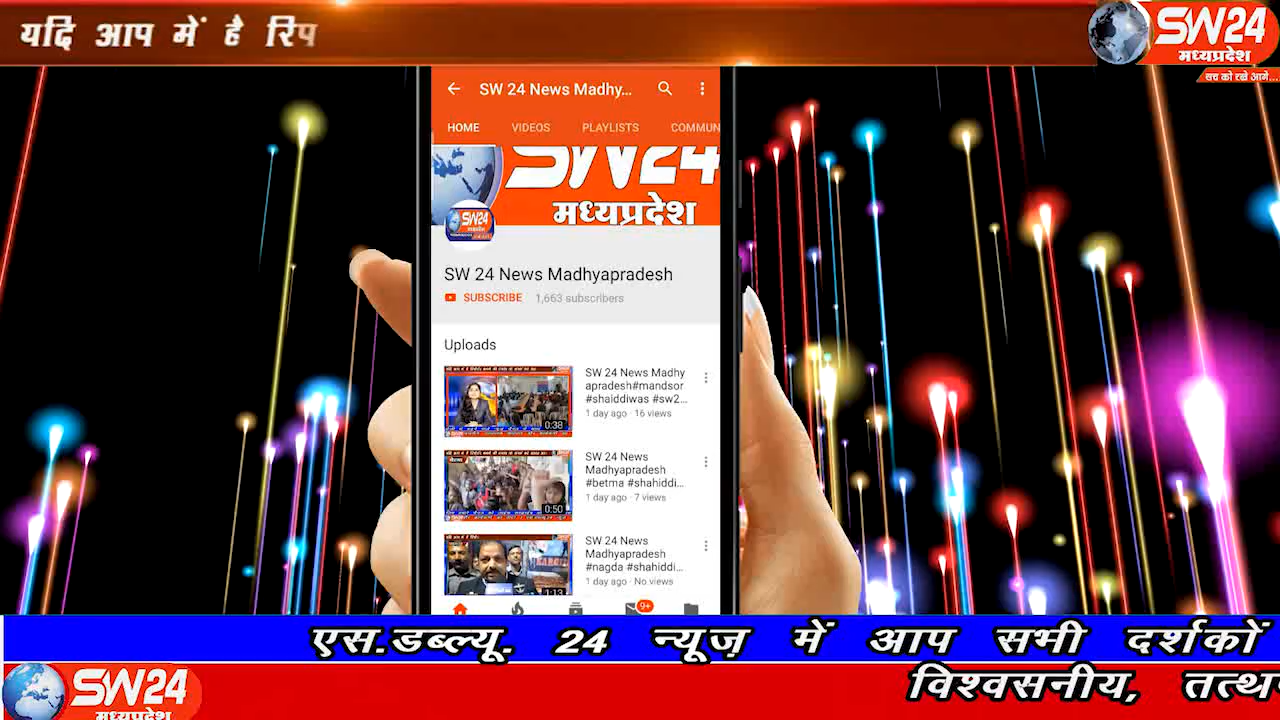 यदि आप में है रिप
SW24
मध्यप्रदेश
सच को रखे आगे...
SW 24 News Madhy...
HOME VIDEOS PLAYLISTS COMMUN
SW24
मध्यप्रदेश
SW24
SW 24 News Madhyapradesh
SUBSCRIBE 1,663 subscribers
Uploads
SW 24 News Madhy
apradesh#mandsor
#shaiddiwas #sw2...
1 day ago · 16 views
0:38
SW 24 News
Madhyapradesh
#betma #shahiddi...
1 day ago · 7 views
0:50
SW 24 News
Madhyapradesh
#nagda #shahiddi...
1 day ago · No views
1:13
9+
एस.डब्ल्यू. 24 न्यूज़ में आप सभी दर्शकों
विश्वसनीय, तत्थ
SW24
मध्यप्रदेश